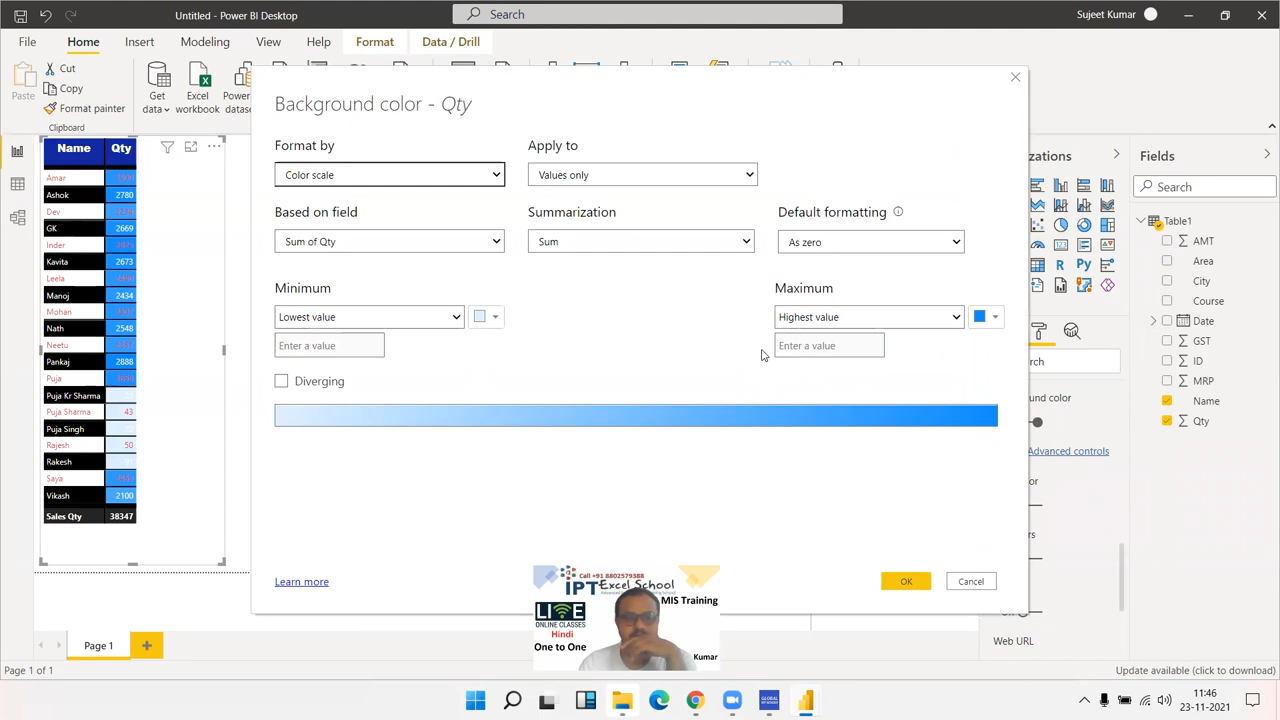 Untitled - Power BI Desktop
Search
Sujeet Kumar
File
Home
Insert
Modeling
View
Help
Format
Data / Drill
Paste
Cut
Copy
Format painter
Clipboard
Get data
Excel workbook
Name Qty
Amar
Ashok 2780
Dev
GK 2669
Inder
Kavita 2673
Leela
Manoj 2434
Mohan
Nath 2548
Neetu
Pankaj 2888
Puja
Puja Kr Sharma
Puja Sharma 43
Puja Singh
Rajesh 50
Rakesh
Saya
Vikash 2100
Sales Qty 38347
Background color - Qty
Format by
Color scale
Apply to
Values only
Based on field
Sum of Qty
Summarization
Sum
Default formatting
As zero
Minimum
Lowest value
Enter a value
Maximum
Highest value
Enter a value
Diverging
Learn more
OK
Cancel
Call +91 8802579388
IPT Excel School
MIS Training
LIVE
ONLINE CLASSES
Hindi
One to One
Kumar
Fields
Search
Table1
AMT
Area
City
Course
Date
GST
ID
MRP
Name
Qty
Advanced controls
Web URL
Page 1
Page 1 of 1
Update available (click to download)
11:46
23-11-2021